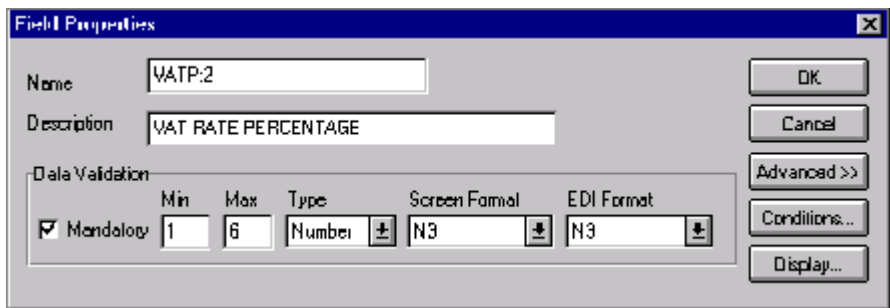 Field Properties
Name VATP:2
Description VAT RATE PERCENTAGE
Data Validation
Min Max Type Screen Format EDI Format
Mandatory 1 6 Number N3 N3
OK
Cancel
Advanced >>
Conditions...
Display...